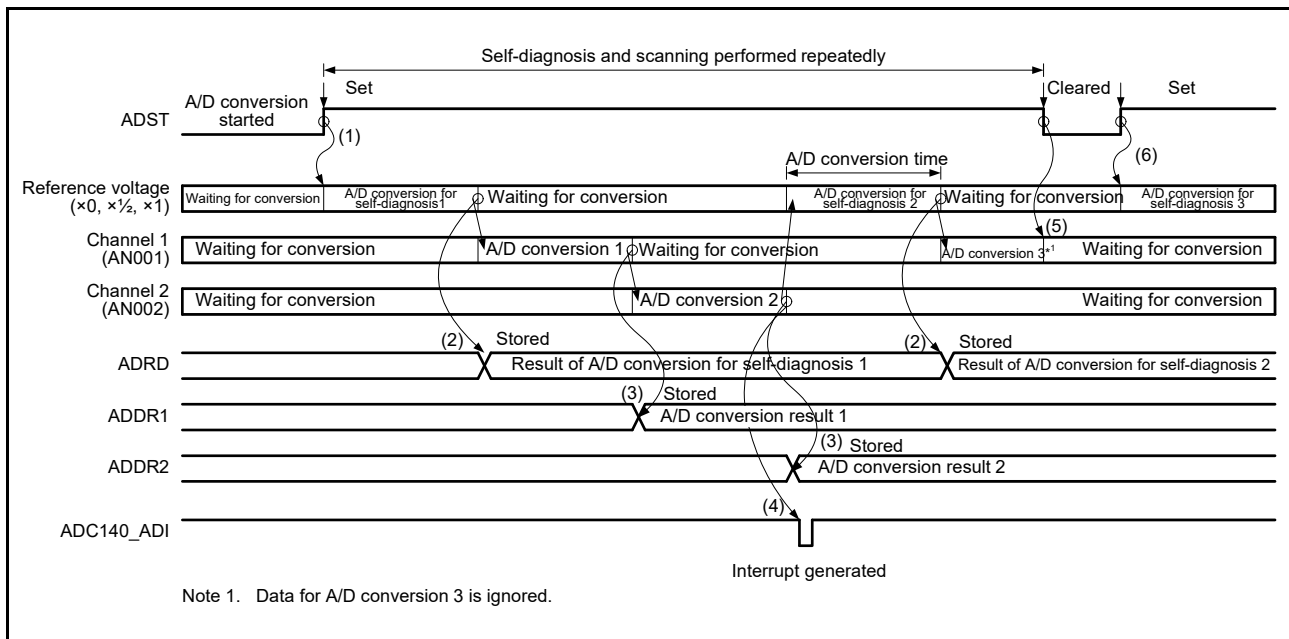 Self-diagnosis and scanning performed repeatedly
A/D conversion
started
Set
Cleared
Set
ADST
(1)
(6)
A/D conversion time
Reference voltage
(×0, ×½, ×1)
Waiting for conversion
A/D conversion for
self-diagnosis1
Waiting for conversion
A/D conversion for
self-diagnosis 2
Waiting for conversion
A/D conversion for
self-diagnosis 3
(5)
Channel 1
(AN001)
Waiting for conversion
A/D conversion 1
Waiting for conversion
A/D conversion 3*1
Waiting for conversion
Channel 2
(AN002)
Waiting for conversion
A/D conversion 2
Waiting for conversion
(2)
Stored
(2)
Stored
ADRD
Result of A/D conversion for self-diagnosis 1
Result of A/D conversion for self-diagnosis 2
(3)
Stored
ADDR1
A/D conversion result 1
(3)
Stored
ADDR2
A/D conversion result 2
(4)
ADC140_ADI
Interrupt generated
Note 1. Data for A/D conversion 3 is ignored.